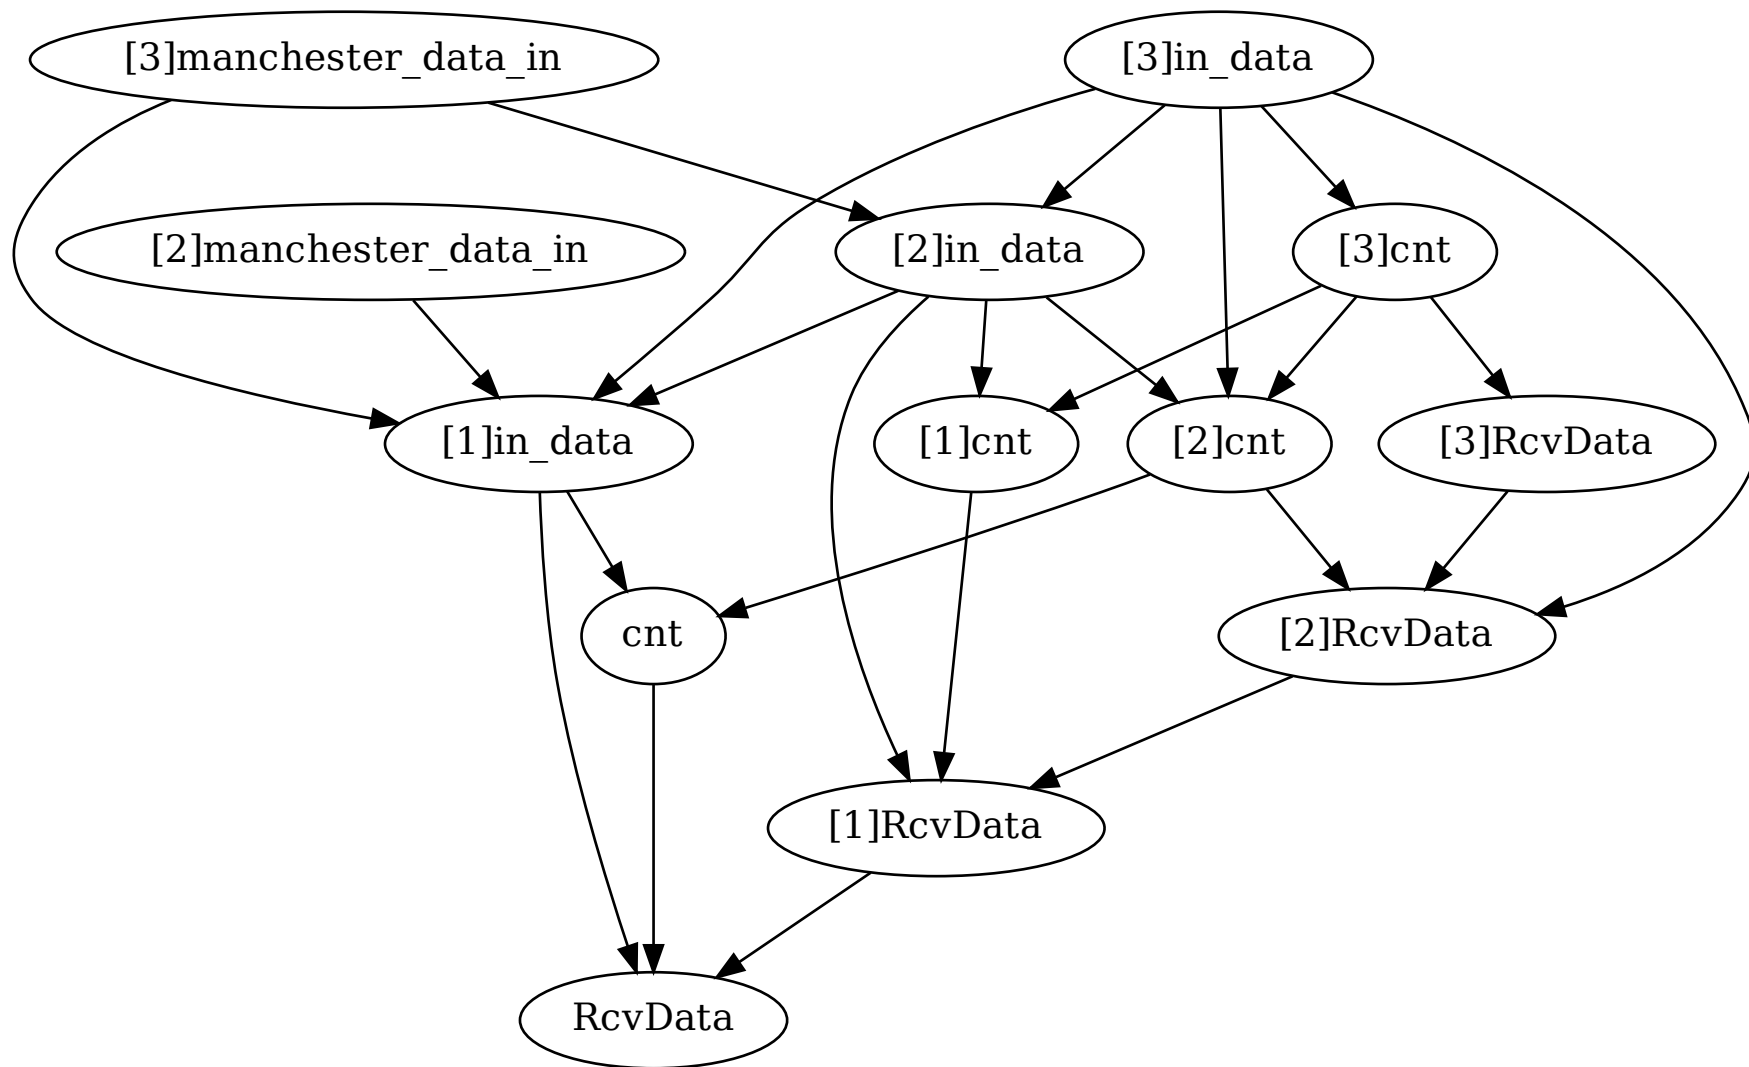 [3]manchester_data_in
[3]in_data
[2]manchester_data_in
[2]in_data
[3]cnt
[1]in_data
[1]cnt
[2]cnt
[3]RcvData
cnt
[2]RcvData
[1]RcvData
RcvData